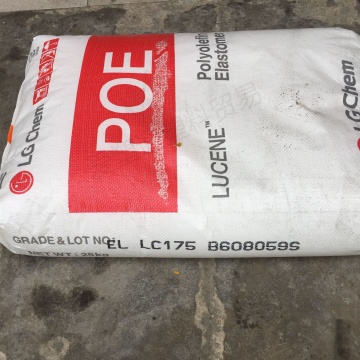 LG Chem
POE
Polyolefin
Elastomer
LUCENE™
LG Chem
GRADE & LOT NO:
EL LC175 B608059S
NET WT : 25kg